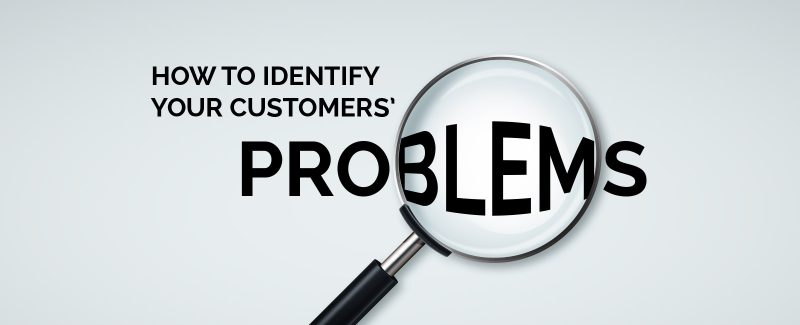 HOW TO IDENTIFY
YOUR CUSTOMERS’
PROBLEMS